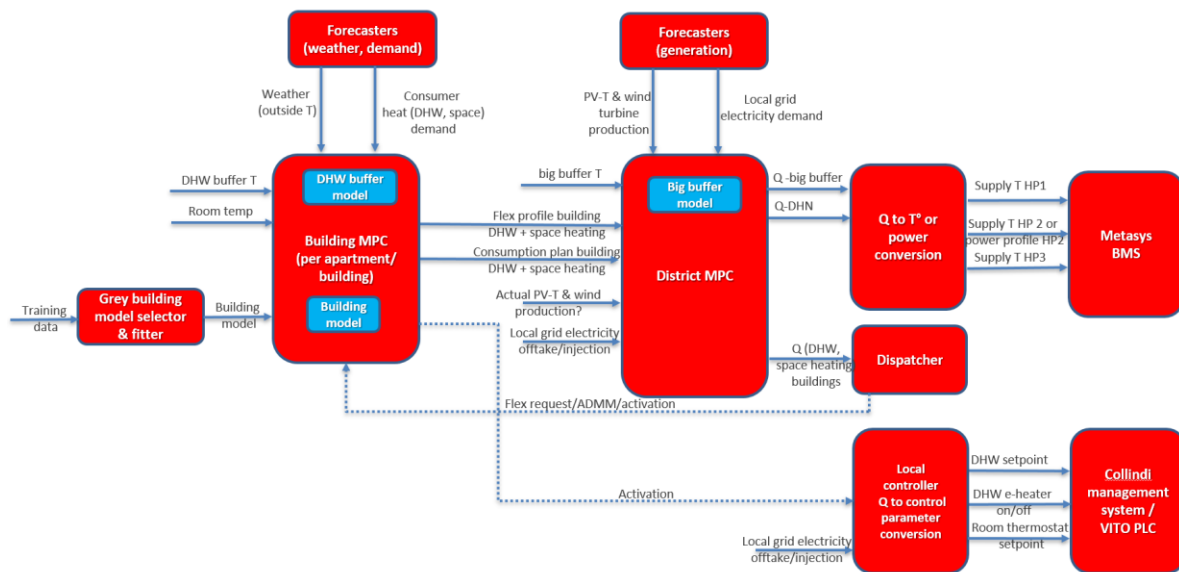 Forecasters
(weather, demand)
Forecasters
(generation)
Weather
(outside T)
Consumer
heat (DHW, space)
demand
PV-T & wind
turbine
production
Local grid
electricity demand
DHW buffer T
Room temp
DHW buffer
model
Building MPC
(per apartment/
building)
Building
model
Training
data
Grey building
model selector
& fitter
Building
model
big buffer T
Flex profile building
DHW + space heating
Consumption plan building
DHW + space heating
Actual PV-T & wind
production?
Local grid electricity
offtake/injection
Big buffer
model
District MPC
Q -big buffer
Q-DHN
Q to T° or
power
conversion
Supply T HP1
Supply T HP 2 or
power profile HP2
Supply T HP3
Metasys
BMS
Q (DHW,
space heating
buildings
Dispatcher
Flex request/ADMM/activation
Activation
Local grid electricity
offtake/injection
Local
controller
Q to control
parameter
conversion
DHW setpoint
DHW e-heater
on/off
Room thermostat
setpoint
Collindi
management
system /
VITO PLC